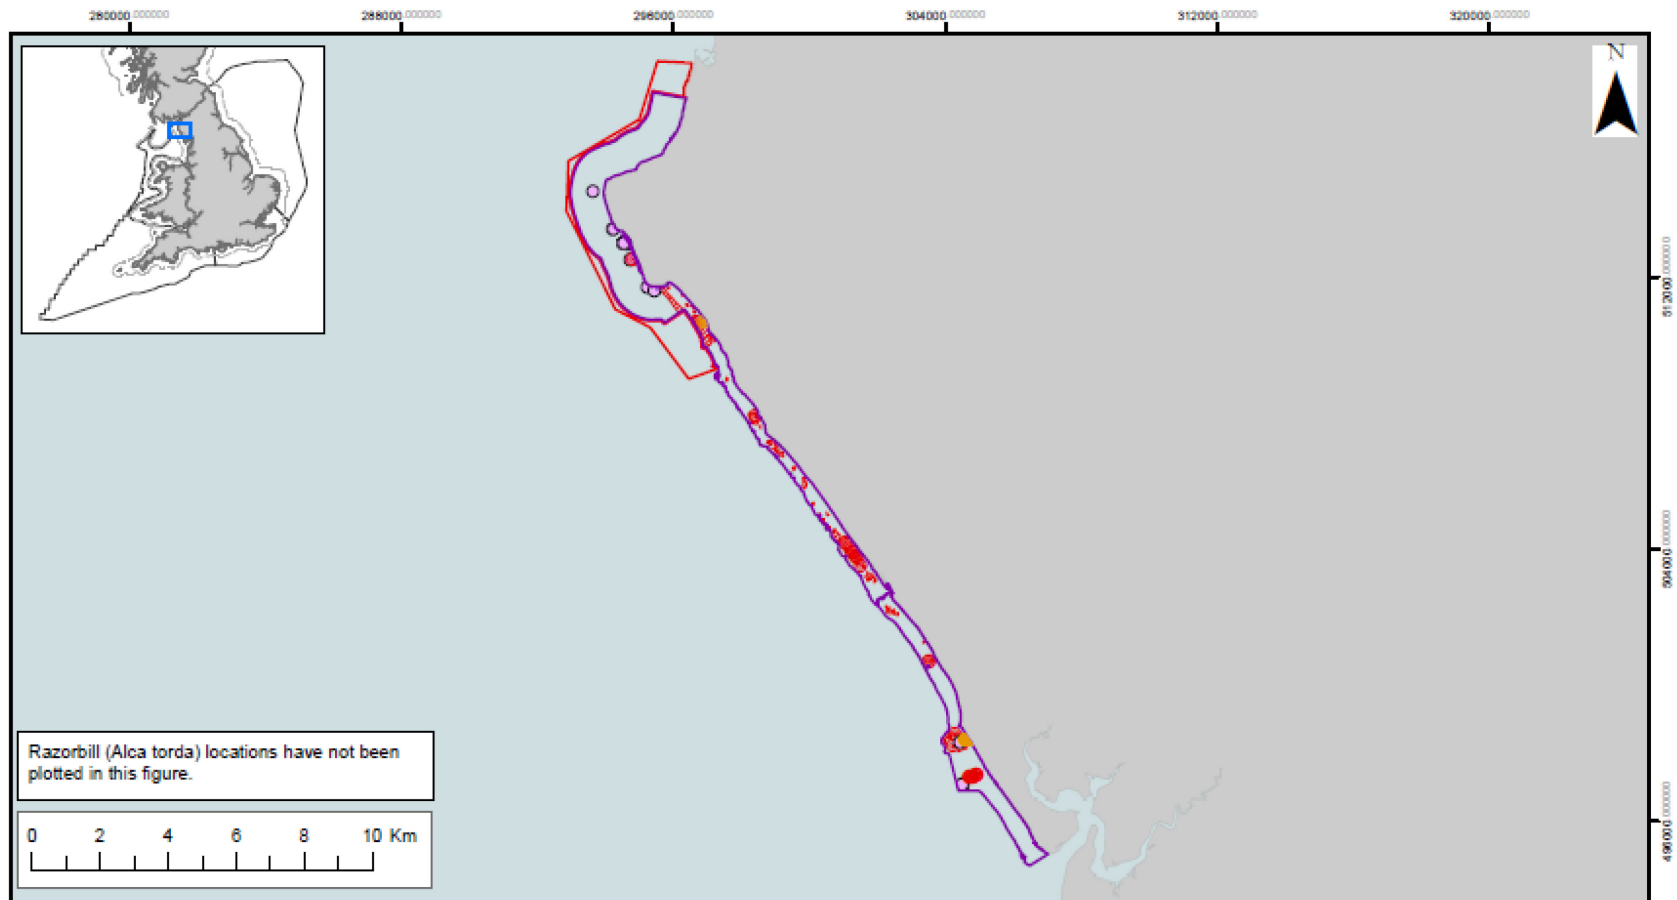 280000.000000 288000.000000 296000.000000 304000.000000 312000.000000 320000.000000
N
512000.000000
504000.000000
496000.000000
Razorbill (Alca torda) locations have not been
plotted in this figure.
0 2 4 6 8 10 Km